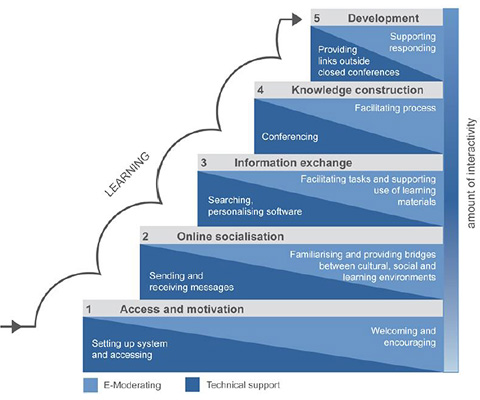 5 Development
Supporting
responding
Providing
links outside
closed conferences
4 Knowledge construction
Facilitating process
Conferencing
3 Information exchange
Facilitating tasks and supporting
use of learning
materials
Searching,
personalising software
2 Online socialisation
Familiarising and providing bridges
between cultural, social and
learning environments
Sending and
receiving messages
1 Access and motivation
Welcoming and
encouraging
Setting up system
and accessing
LEARNING
amount of interactivity
E-Moderating
Technical support